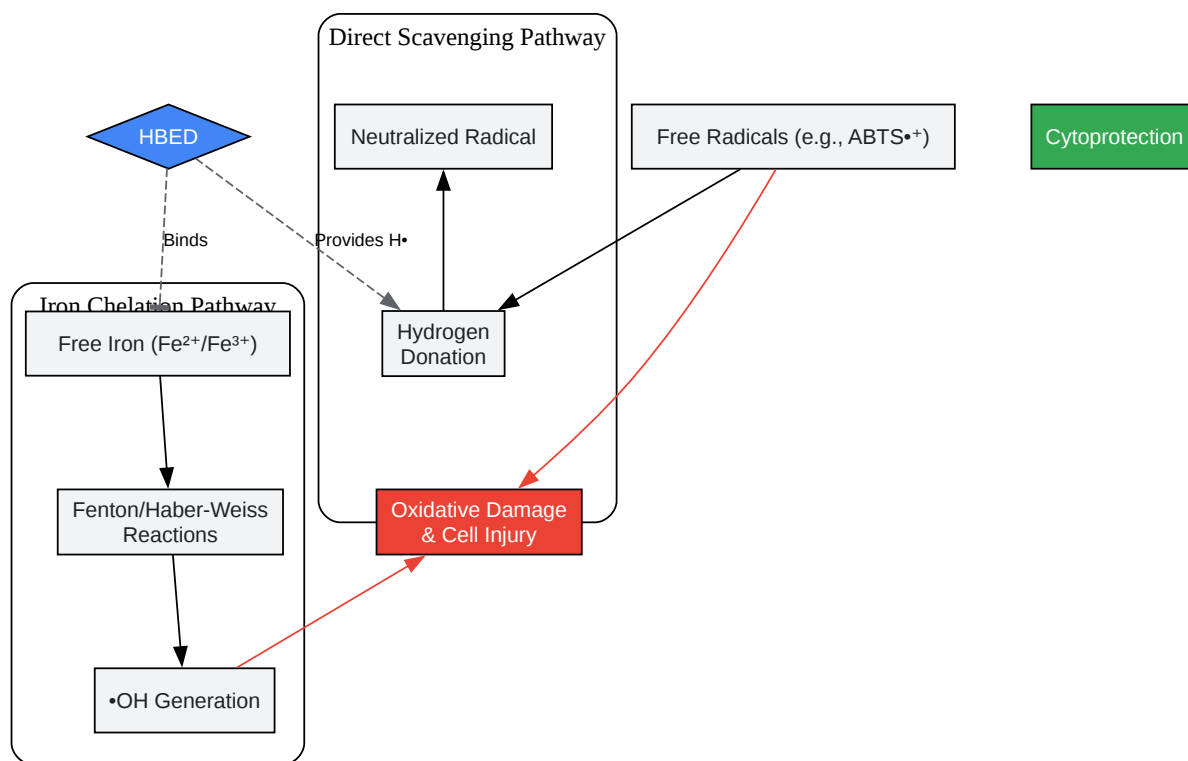 Direct Scavenging Pathway
HBED
Neutralized Radical
Free Radicals (e.g., ABTS•⁺)
Cytoprotection
Binds
Provides H•
Iron Chelation Pathway
Free Iron (Fe²⁺/Fe³⁺)
Hydrogen
Donation
Fenton/Haber-Weiss
Reactions
Oxidative Damage
& Cell Injury
•OH Generation